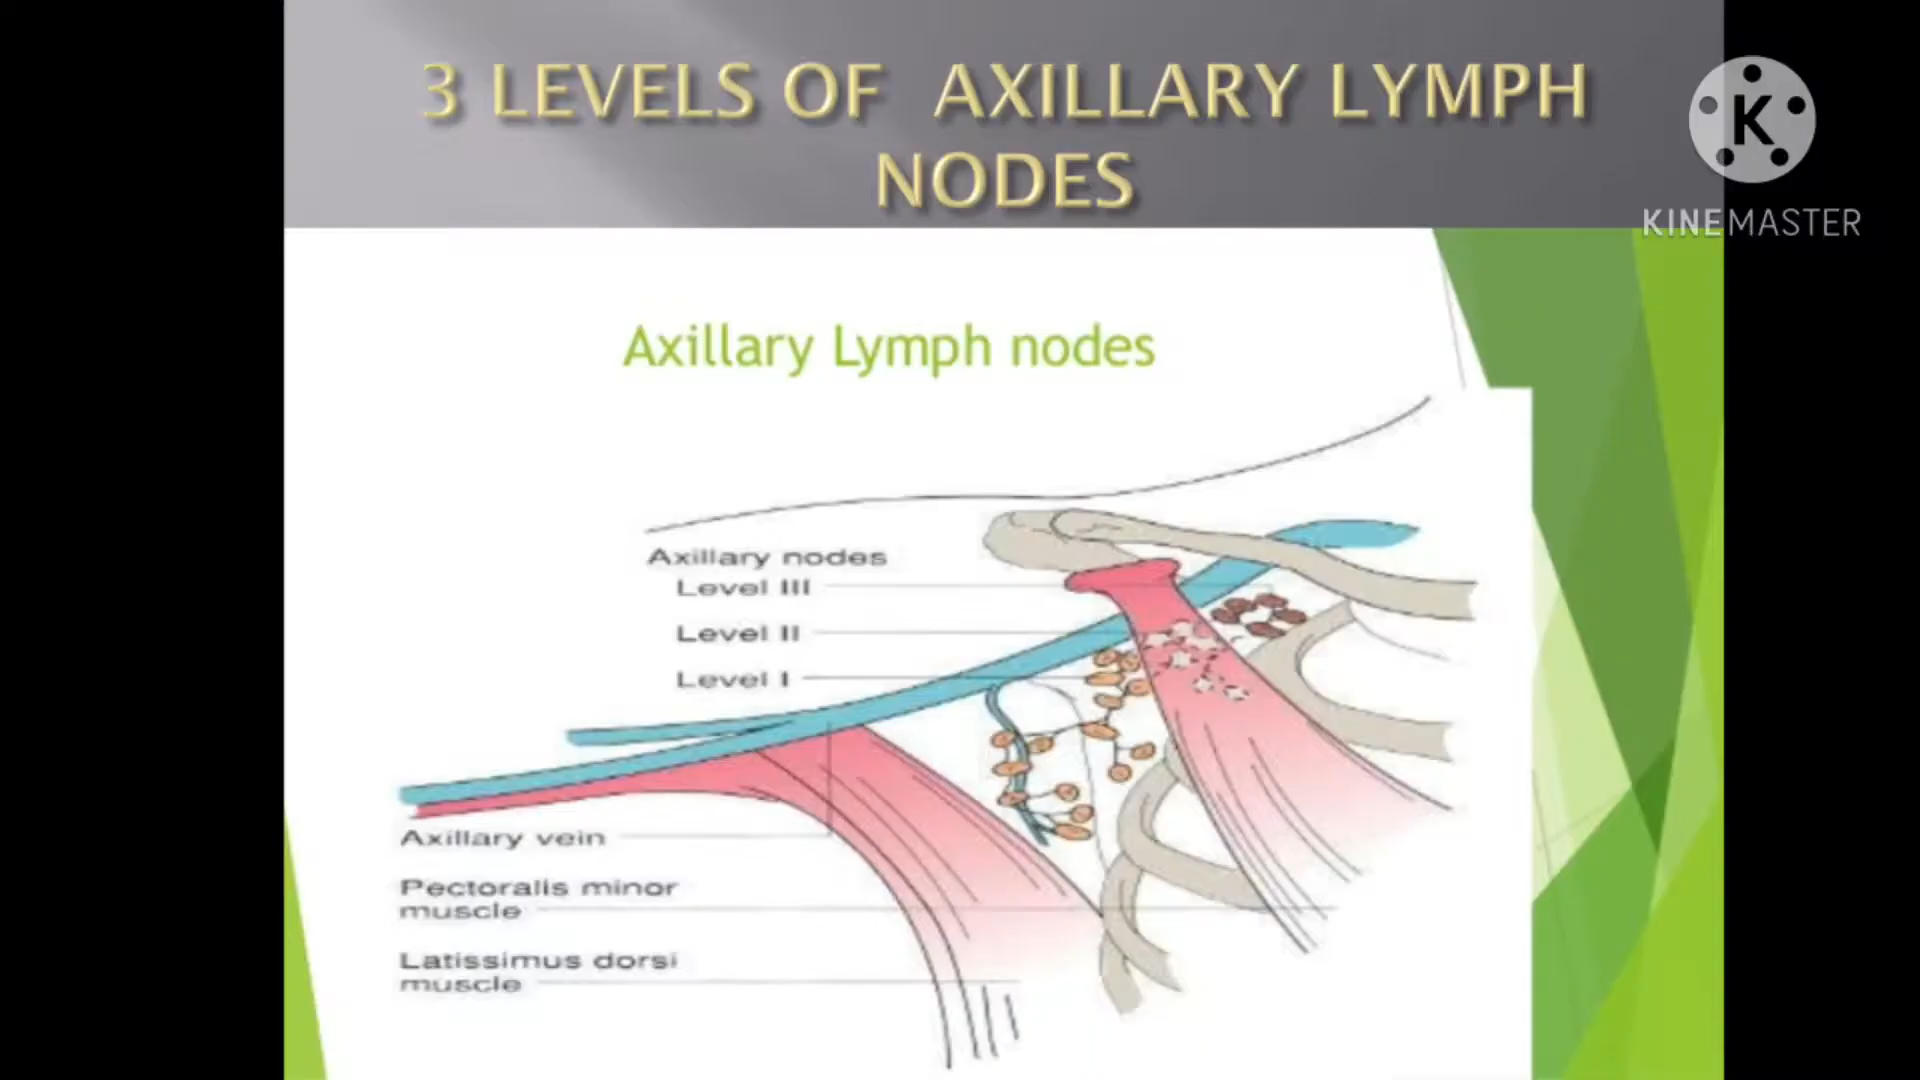 3 LEVELS OF AXILLARY LYMPH
NODES
K
KINEMASTER
Axillary Lymph nodes
Axillary nodes
Level III
Level II
Level I
Axillary vein
Pectoralis minor
muscle
Latissimus dorsi
muscle